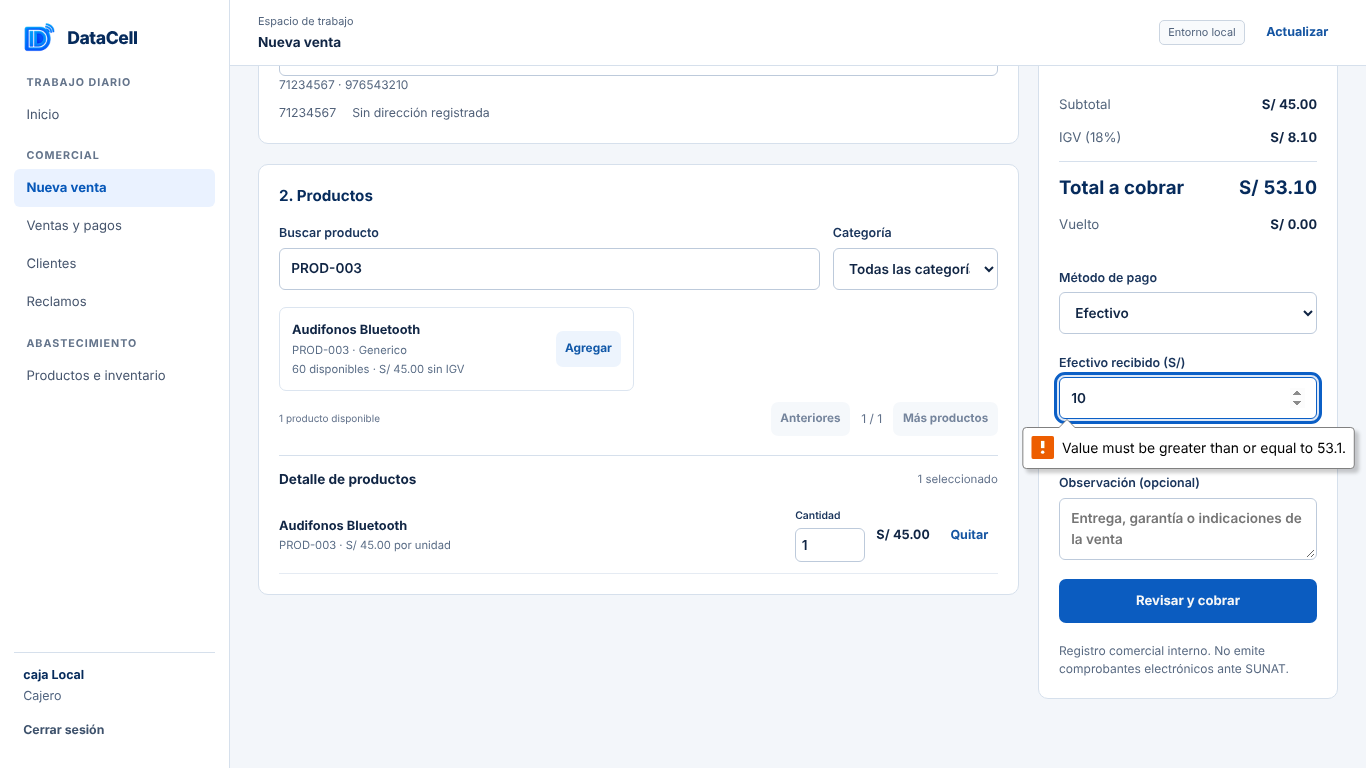 DataCell
TRABAJO DIARIO
Inicio
COMERCIAL
Nueva venta
Ventas y pagos
Clientes
Reclamos
ABASTECIMIENTO
Productos e inventario
caja Local
Cajero
Cerrar sesión
Espacio de trabajo
Nueva venta
Entorno local
Actualizar
71234567 · 976543210
71234567 Sin dirección registrada
2. Productos
Buscar producto
Categoría
PROD-003
Todas las categorí
Audifonos Bluetooth
PROD-003 · Generico
60 disponibles · S/ 45.00 sin IGV
Agregar
1 producto disponible
Anteriores
1 / 1
Más productos
Detalle de productos
1 seleccionado
Audifonos Bluetooth
PROD-003 · S/ 45.00 por unidad
Cantidad
1
S/ 45.00
Quitar
Subtotal S/ 45.00
IGV (18%) S/ 8.10
Total a cobrar S/ 53.10
Vuelto S/ 0.00
Método de pago
Efectivo
Efectivo recibido (S/)
10
Value must be greater than or equal to 53.1.
Observación (opcional)
Entrega, garantía o indicaciones de
la venta
Revisar y cobrar
Registro comercial interno. No emite
comprobantes electrónicos ante SUNAT.